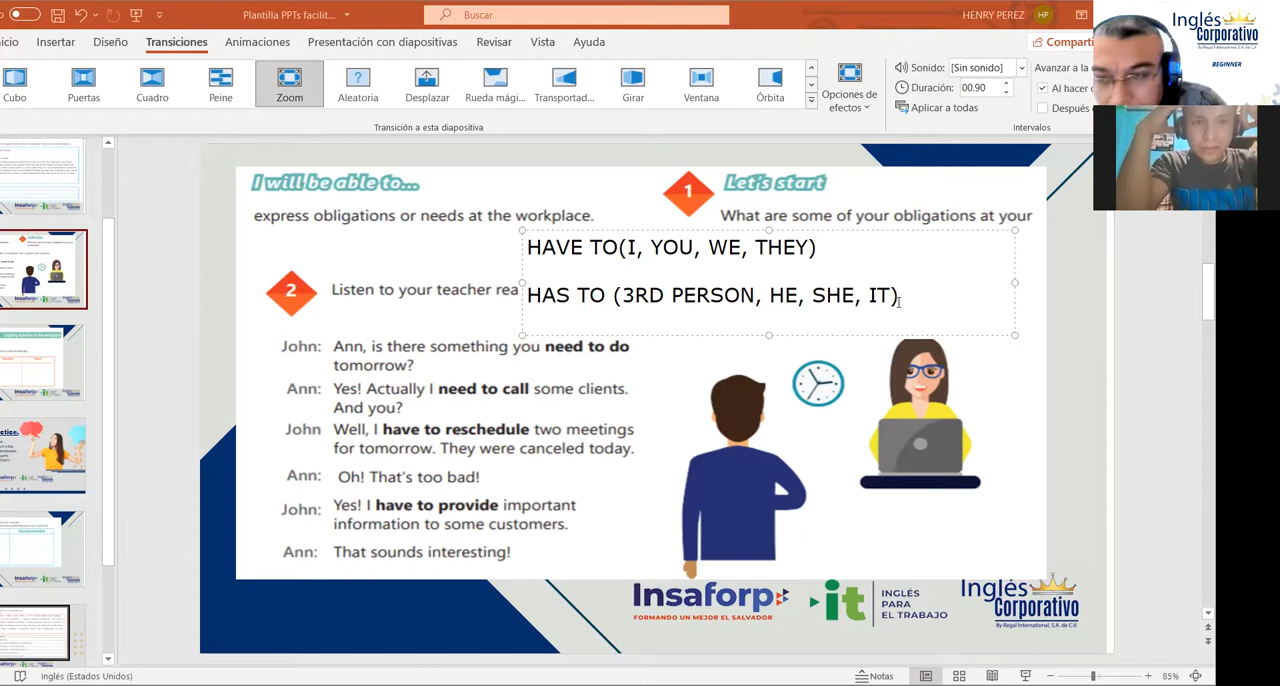 Plantilla PPTs facilit...
Buscar
HENRY PEREZ
HP
Insertar
Diseño
Transiciones
Animaciones
Presentación con diapositivas
Revisar
Vista
Ayuda
Cubo
Puertas
Cuadro
Peine
Zoom
Aleatoria
Desplazar
Rueda mági...
Transportad...
Girar
Ventana
Órbita
Opciones de
efectos
Sonido:
[Sin sonido]
Duración:
00.90
Aplicar a todas
Avanzar a la
Al hacer
Después
Transición a esta diapositiva
Intervalos
Inglés
Corporativo
By Regal International, S.A. de C.V.
BEGINNER
I will be able to...
express obligations or needs at the workplace.
1
Let's start
What are some of your obligations at your
HAVE TO(I, YOU, WE, THEY)
HAS TO (3RD PERSON, HE, SHE, IT)
2
Listen to your teacher rea
John: Ann, is there something you need to do
tomorrow?
Ann: Yes! Actually I need to call some clients.
And you?
John Well, I have to reschedule two meetings
for tomorrow. They were canceled today.
Ann: Oh! That's too bad!
John: Yes! I have to provide important
information to some customers.
Ann: That sounds interesting!
Insaforp
FORMANDO UN MEJOR EL SALVADOR
it
INGLÉS
PARA
EL TRABAJO
Inglés
Corporativo
By Regal International, S.A. de C.V.
Inglés (Estados Unidos)
Notas
85%